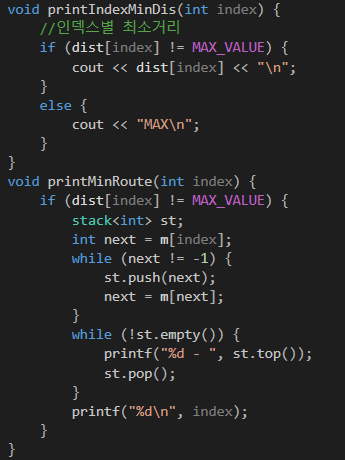 void printIndexMinDis(int index) {
    //인덱스별 최소거리
    if (dist[index] != MAX_VALUE) {
        cout << dist[index] << "\n";
    }
    else {
        cout << "MAX\n";
    }
}
void printMinRoute(int index) {
    if (dist[index] != MAX_VALUE) {
        stack<int> st;
        int next = m[index];
        while (next != -1) {
            st.push(next);
            next = m[next];
        }
        while (!st.empty()) {
            printf("%d - ", st.top());
            st.pop();
        }
        printf("%d\n", index);
    }
}